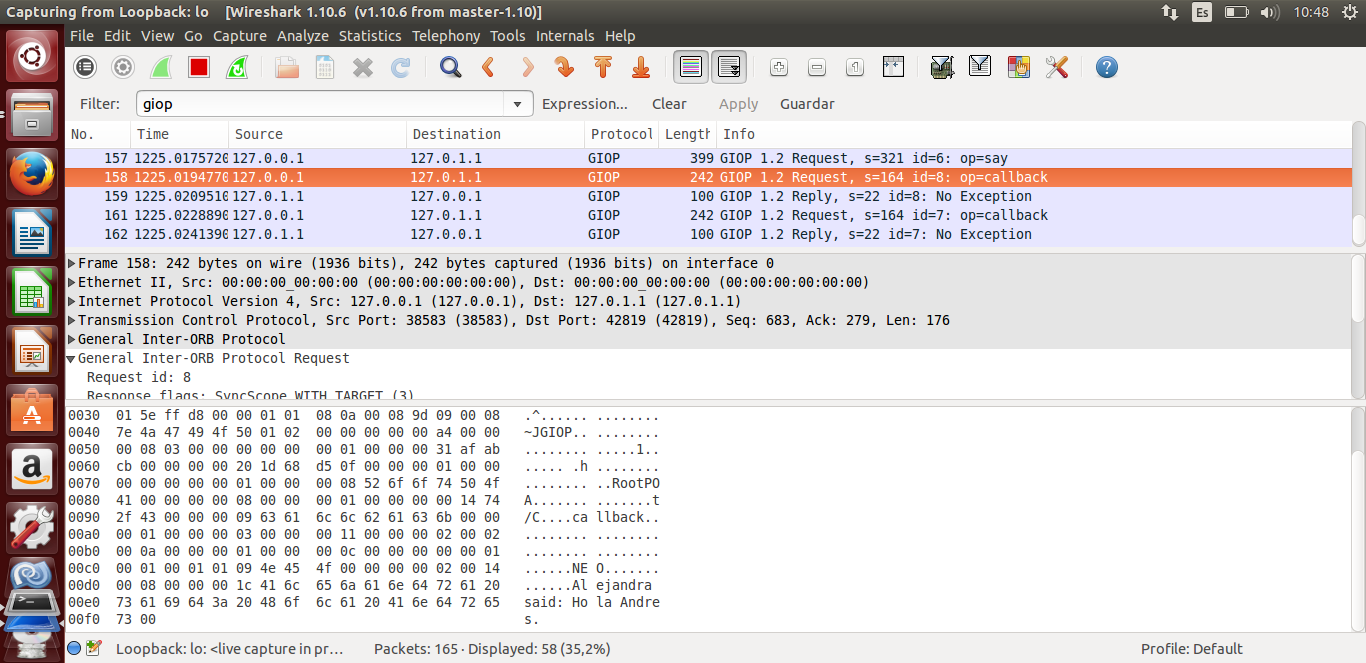 Capturing from Loopback: lo   [Wireshark 1.10.6  (v1.10.6 from master-1.10)]
Es
10:48
File Edit View Go Capture Analyze Statistics Telephony Tools Internals Help
Filter: giop Expression... Clear Apply Guardar
No. Time Source Destination Protocol Length Info
157 1225.0175720 127.0.0.1 127.0.1.1 GIOP 399 GIOP 1.2 Request, s=321 id=6: op=say
158 1225.0194770 127.0.0.1 127.0.1.1 GIOP 242 GIOP 1.2 Request, s=164 id=8: op=callback
159 1225.0209510 127.0.1.1 127.0.0.1 GIOP 100 GIOP 1.2 Reply, s=22 id=8: No Exception
161 1225.0228890 127.0.0.1 127.0.1.1 GIOP 242 GIOP 1.2 Request, s=164 id=7: op=callback
162 1225.0241390 127.0.1.1 127.0.0.1 GIOP 100 GIOP 1.2 Reply, s=22 id=7: No Exception
Frame 158: 242 bytes on wire (1936 bits), 242 bytes captured (1936 bits) on interface 0
Ethernet II, Src: 00:00:00_00:00:00 (00:00:00:00:00:00), Dst: 00:00:00_00:00:00 (00:00:00:00:00:00)
Internet Protocol Version 4, Src: 127.0.0.1 (127.0.0.1), Dst: 127.0.1.1 (127.0.1.1)
Transmission Control Protocol, Src Port: 38583 (38583), Dst Port: 42819 (42819), Seq: 683, Ack: 279, Len: 176
General Inter-ORB Protocol
General Inter-ORB Protocol Request
Request id: 8
Response flags: SyncScope WITH TARGET (3)
0030 01 5e ff d8 00 00 01 01 08 0a 00 08 9d 09 00 08 .^...... ........
0040 7e 4a 47 49 4f 50 01 02 00 00 00 00 00 a4 00 00 ~JGIOP.. ........
0050 00 08 03 00 00 00 00 00 00 01 00 00 00 31 af ab ........ .....1..
0060 cb 00 00 00 00 20 1d 68 d5 0f 00 00 00 01 00 00 ..... .h ........
0070 00 00 00 00 01 00 00 00 00 08 52 6f 6f 74 50 4f ........ ..RootPO
0080 41 00 00 00 00 08 00 00 00 01 00 00 00 00 14 74 A....... .......t
0090 2f 43 00 00 00 09 63 61 6c 6c 62 61 63 6b 00 00 /C....ca llback..
00a0 00 01 00 00 00 03 00 00 00 11 00 00 00 02 00 02 ........ ........
00b0 00 0a 00 00 00 01 00 00 00 0c 00 00 00 00 00 01 ........ ........
00c0 00 01 00 01 01 09 4e 45 4f 00 00 00 00 02 00 14 ......NE O.......
00d0 00 08 00 00 00 1c 41 6c 65 6a 61 6e 64 72 61 20 ......Al ejandra
00e0 73 61 69 64 3a 20 48 6f 6c 61 20 41 6e 64 72 65 said: Ho la Andre
00f0 73 00 s.
Loopback: lo: <live capture in pr... Packets: 165 · Displayed: 58 (35,2%) Profile: Default